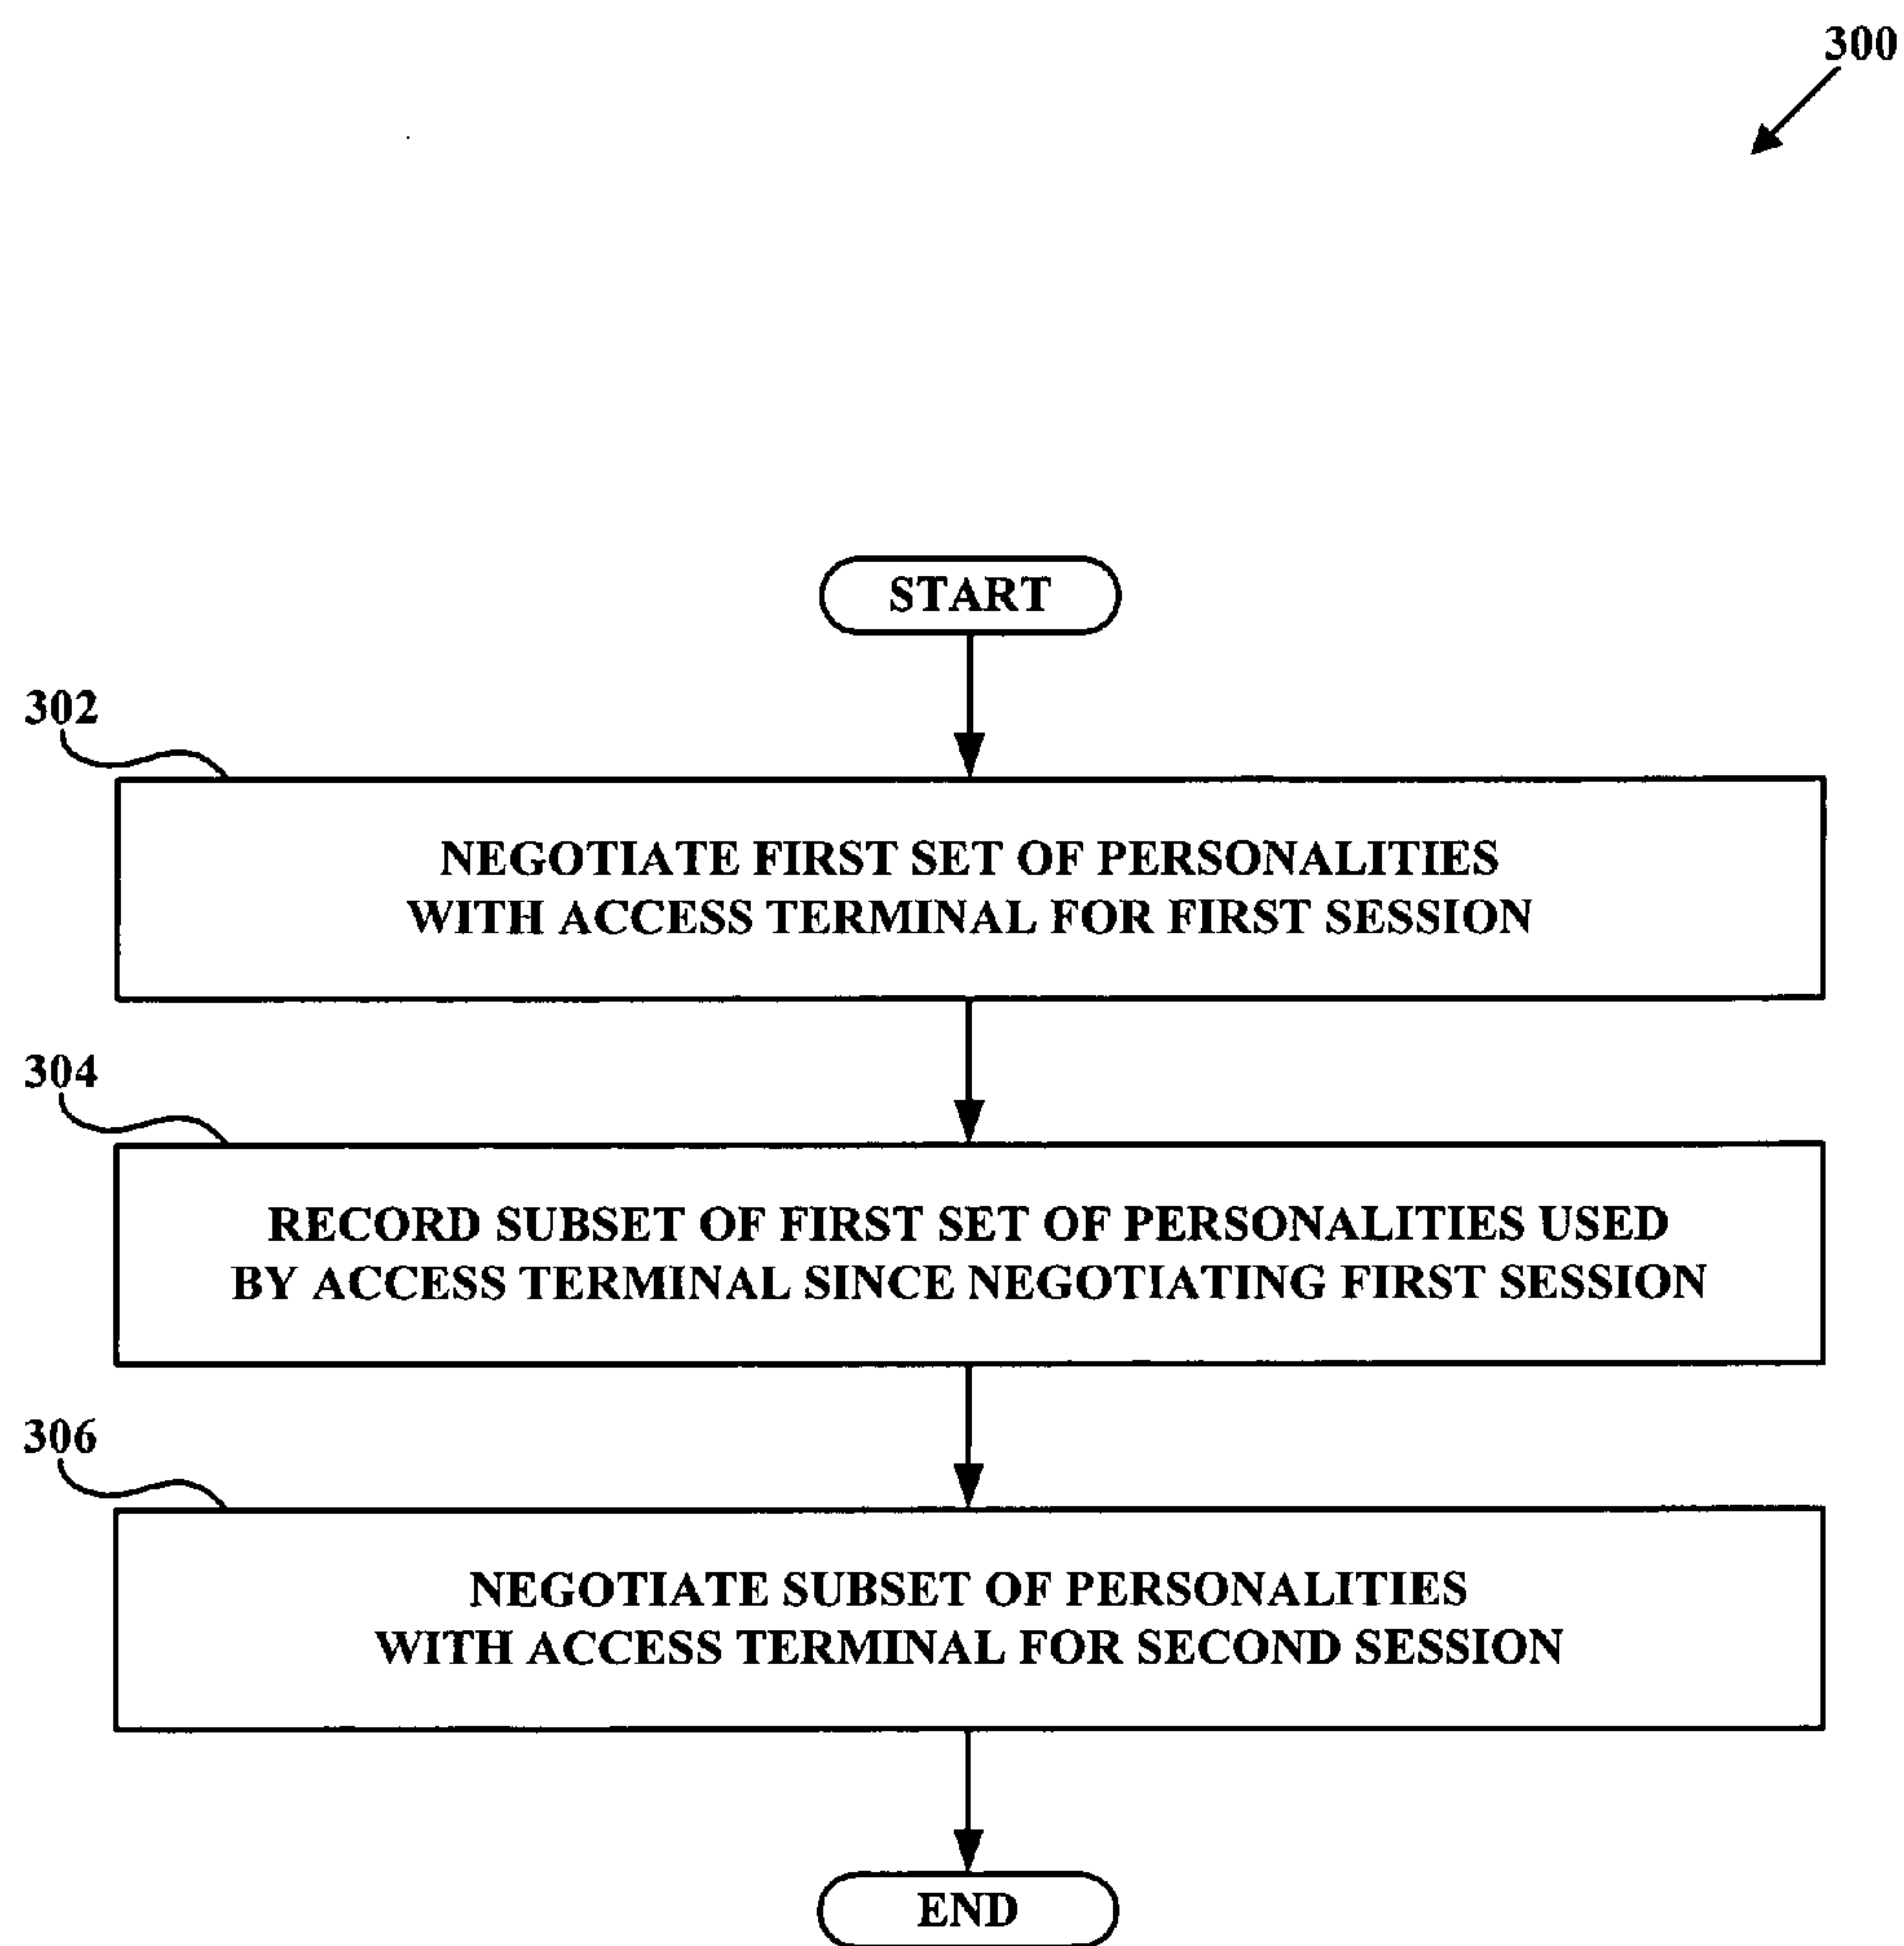 300
START
302
NEGOTIATE FIRST SET OF PERSONALITIES
WITH ACCESS TERMINAL FOR FIRST SESSION
304
RECORD SUBSET OF FIRST SET OF PERSONALITIES USED
BY ACCESS TERMINAL SINCE NEGOTIATING FIRST SESSION
306
NEGOTIATE SUBSET OF PERSONALITIES
WITH ACCESS TERMINAL FOR SECOND SESSION
END